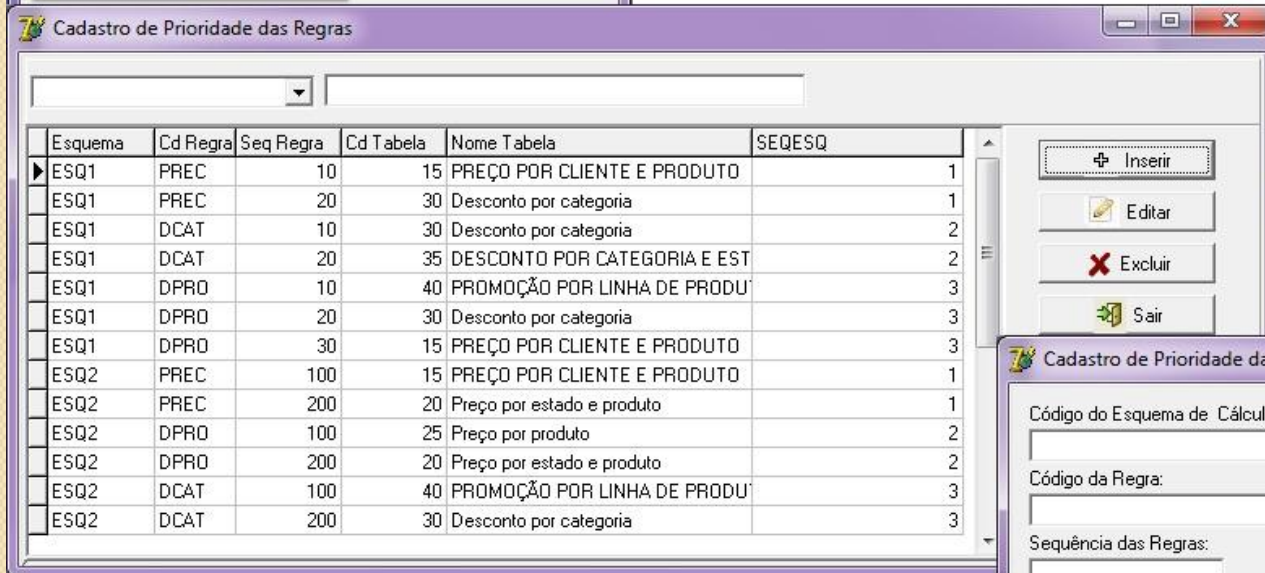 Cadastro de Prioridade das Regras
Esquema Cd Regra Seq Regra Cd Tabela Nome Tabela SEQESQ
ESQ1 PREC 10 15 PREÇO POR CLIENTE E PRODUTO 1
ESQ1 PREC 20 30 Desconto por categoria 1
ESQ1 DCAT 10 30 Desconto por categoria 2
ESQ1 DCAT 20 35 DESCONTO POR CATEGORIA E EST 2
ESQ1 DPRO 10 40 PROMOÇÃO POR LINHA DE PRODU 3
ESQ1 DPRO 20 30 Desconto por categoria 3
ESQ1 DPRO 30 15 PREÇO POR CLIENTE E PRODUTO 3
ESQ2 PREC 100 15 PREÇO POR CLIENTE E PRODUTO 1
ESQ2 PREC 200 20 Preço por estado e produto 1
ESQ2 DPRO 100 25 Preço por produto 2
ESQ2 DPRO 200 20 Preço por estado e produto 2
ESQ2 DCAT 100 40 PROMOÇÃO POR LINHA DE PRODU 3
ESQ2 DCAT 200 30 Desconto por categoria 3
Inserir
Editar
Excluir
Sair
Cadastro de Prioridade da
Código do Esquema de Cálcul
Código da Regra:
Sequência das Regras: